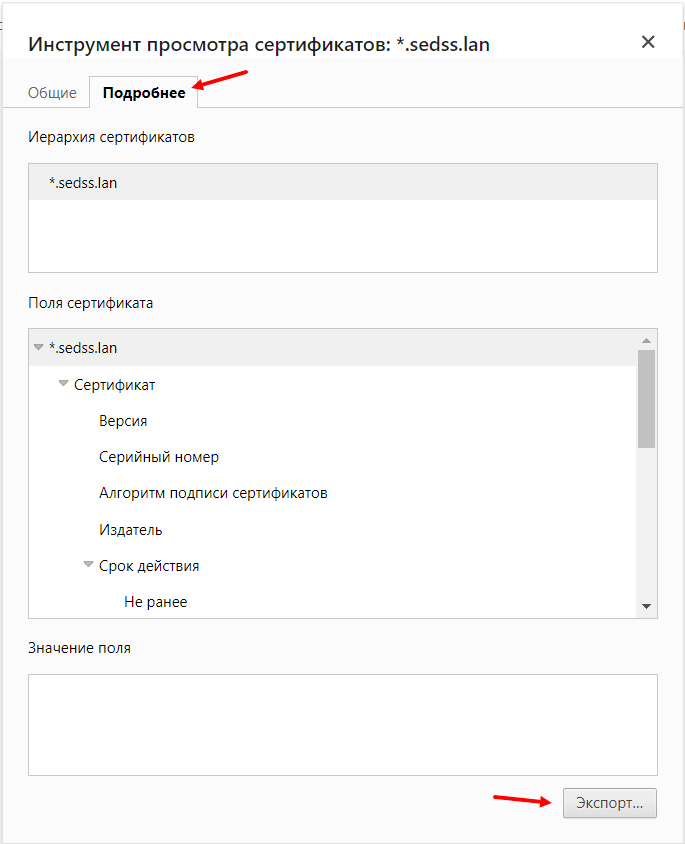 Инструмент просмотра сертификатов: *.sedss.lan
Общие
Подробнее
Иерархия сертификатов
*.sedss.lan
Поля сертификата
*.sedss.lan
Сертификат
Версия
Серийный номер
Алгоритм подписи сертификатов
Издатель
Срок действия
Не ранее
Значение поля
Экспорт...